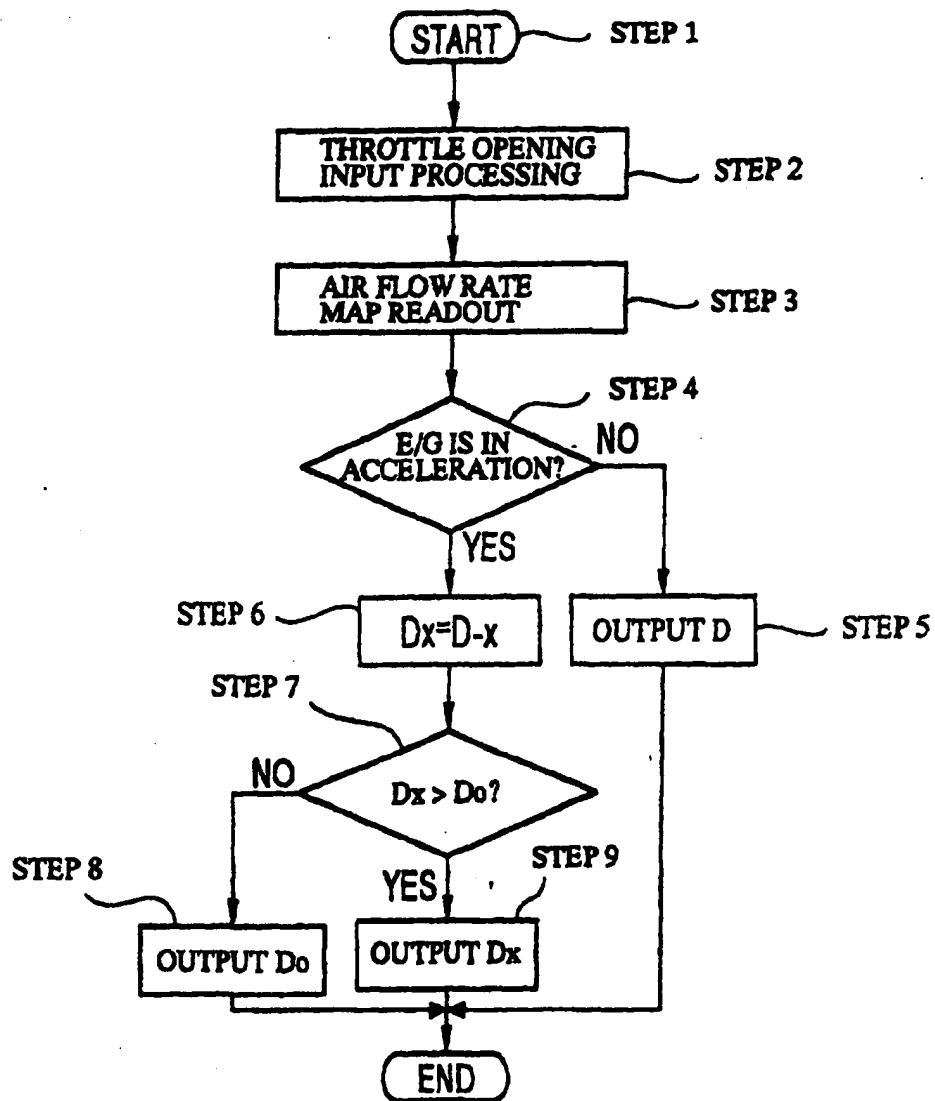 START
STEP 1
THROTTLE OPENING
INPUT PROCESSING
STEP 2
AIR FLOW RATE
MAP READOUT
STEP 3
STEP 4
E/G IS IN
ACCELERATION?
NO
YES
STEP 6
Dx=D-x
OUTPUT D
STEP 5
STEP 7
NO
Dx > Do?
STEP 8
YES
STEP 9
OUTPUT Do
OUTPUT Dx
END